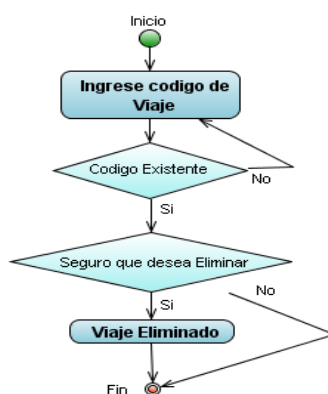 Inicio
Ingrese codigo de
Viaje
Codigo Existente
No
Si
Seguro que desea Eliminar
No
Si
Viaje Eliminado
Fin